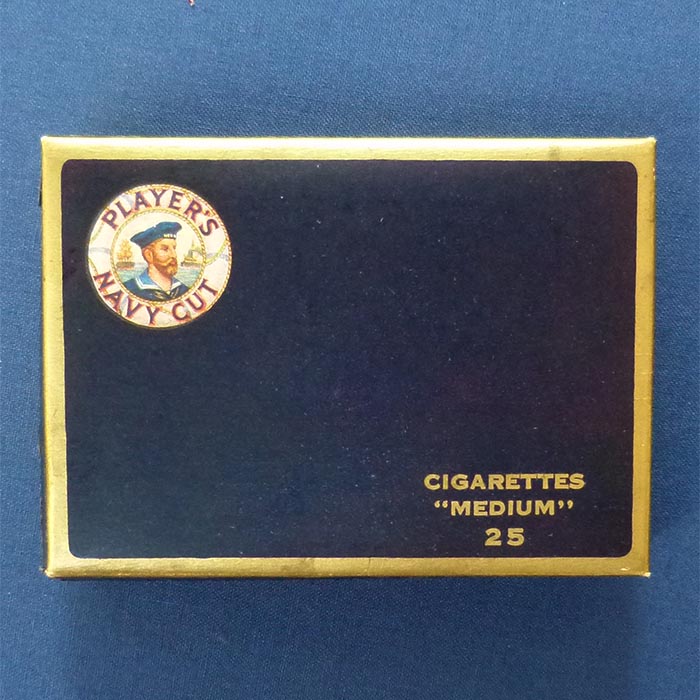 PLAYER'S
NAVY CUT
CIGARETTES
“MEDIUM”
25